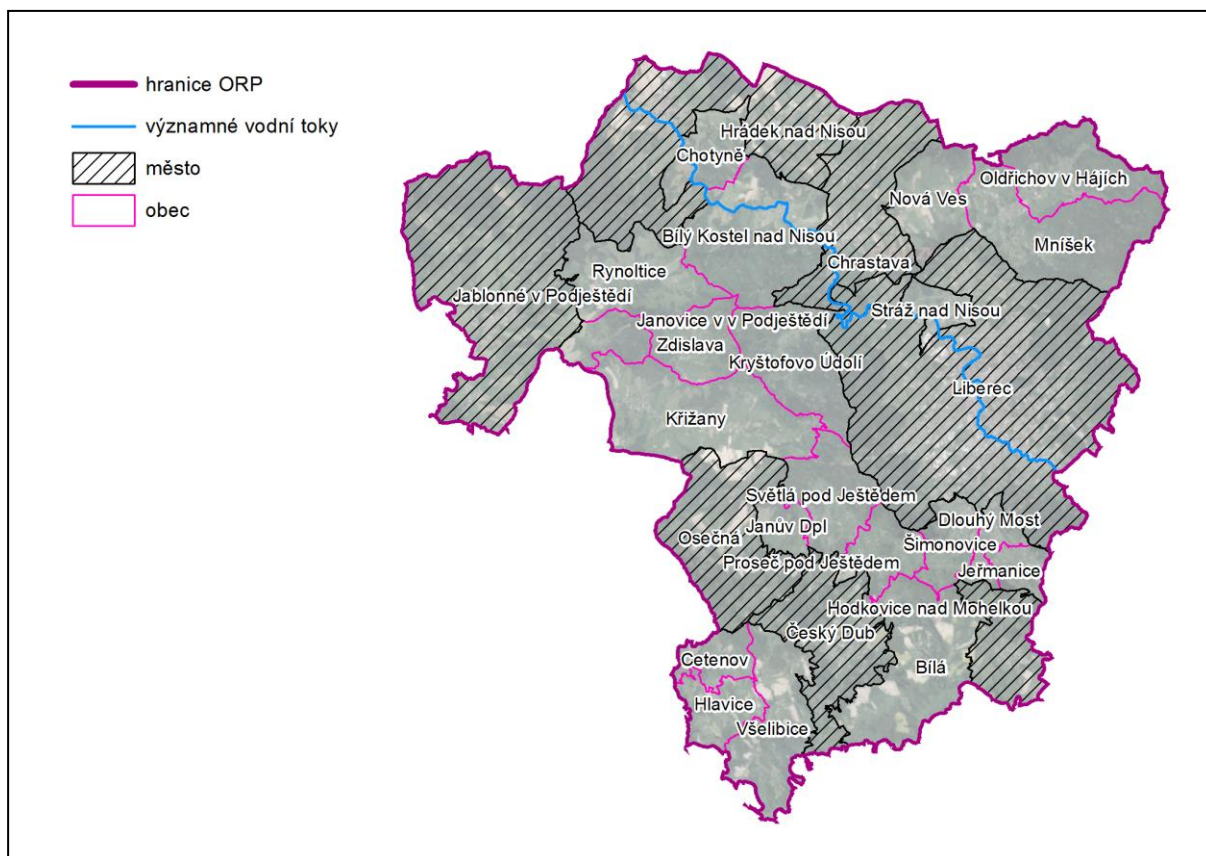 hranice ORP
významné vodní toky
město
obec
Hrádek nad Nisou
Chotyně
Oldřichov v Hájích
Nová Ves
Bílý Kostel nad Nisou
Mníšek
Chrastava
Rynoltice
Jablonné v Podještědí
Stráž nad Nisou
Janovice v v Podještědí
Zdislava
Kryštofovo Údolí
Liberec
Křižany
Světlá pod Ještědem
Dlouhý Most
Janův Dpl
Osečná
Šimonovice
Proseč pod Ještědem
Jeřmanice
Hodkovice nad Mohelkou
Český Dub
Cetenov
Bílá
Hlavice
Všelibice